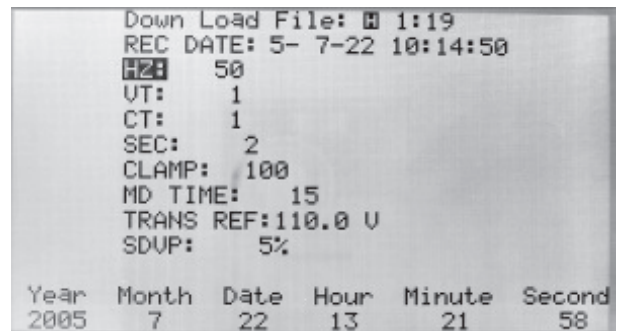 Down Load File: H 1:19
REC DATE: 5- 7-22 10:14:50
HZ: 50
VT: 1
CT: 1
SEC: 2
CLAMP: 100
MD TIME: 15
TRANS REF:110.0 V
SDVP: 5%
Year Month Date Hour Minute Second
2005 7 22 13 21 58